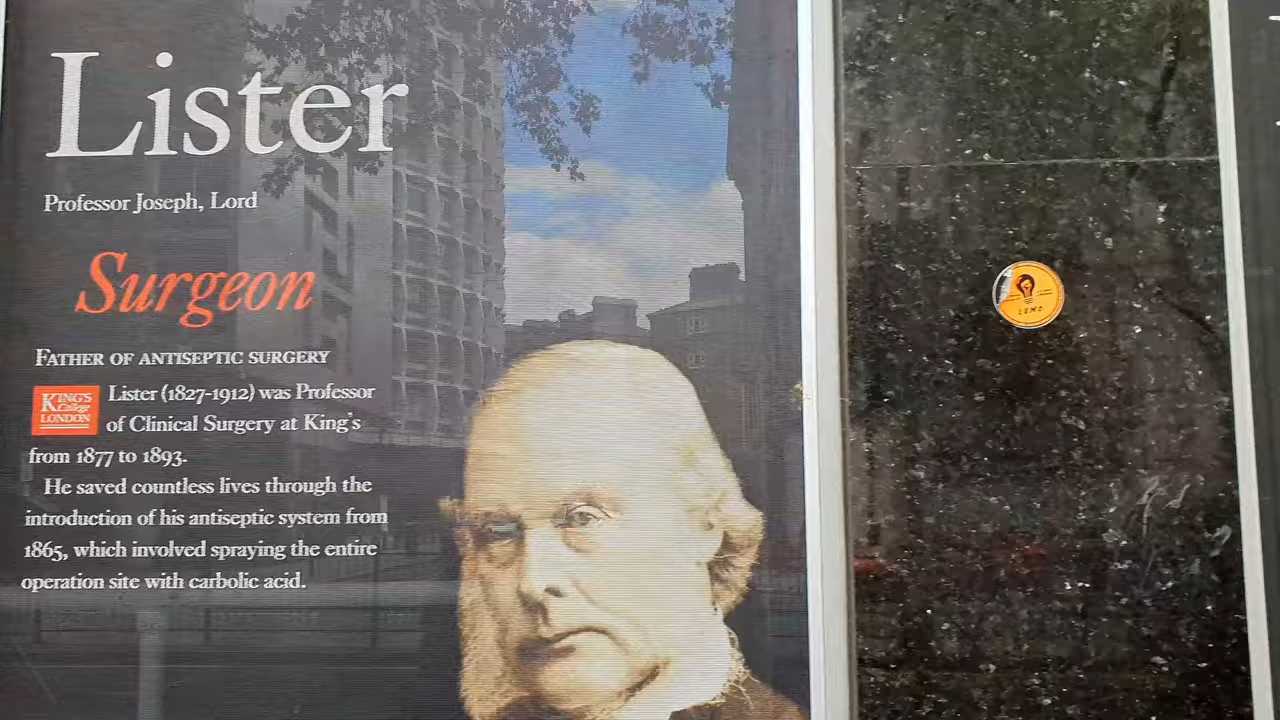 Lister
Professor Joseph, Lord
Surgeon
FATHER OF ANTISEPTIC SURGERY
KING'S
College
LONDON
Lister (1827-1912) was Professor
of Clinical Surgery at King's
from 1877 to 1893.
He saved countless lives through the
introduction of his antiseptic system from
1865, which involved spraying the entire
operation site with carbolic acid.